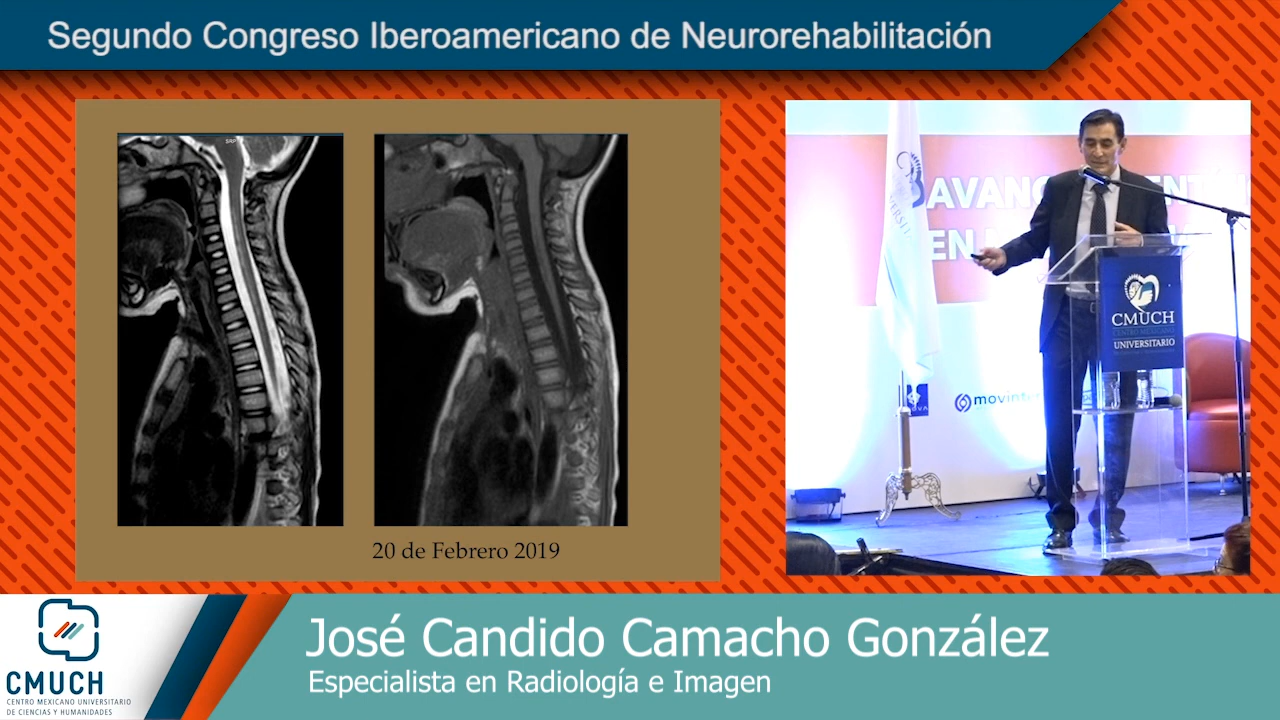 Segundo Congreso Iberoamericano de Neurorehabilitación
20 de Febrero 2019
CMUCH
CENTRO MEXICANO
UNIVERSITARIO
José Candido Camacho González
Especialista en Radiología e Imagen
CMUCH
CENTRO MEXICANO UNIVERSITARIO
DE CIENCIAS Y HUMANIDADES